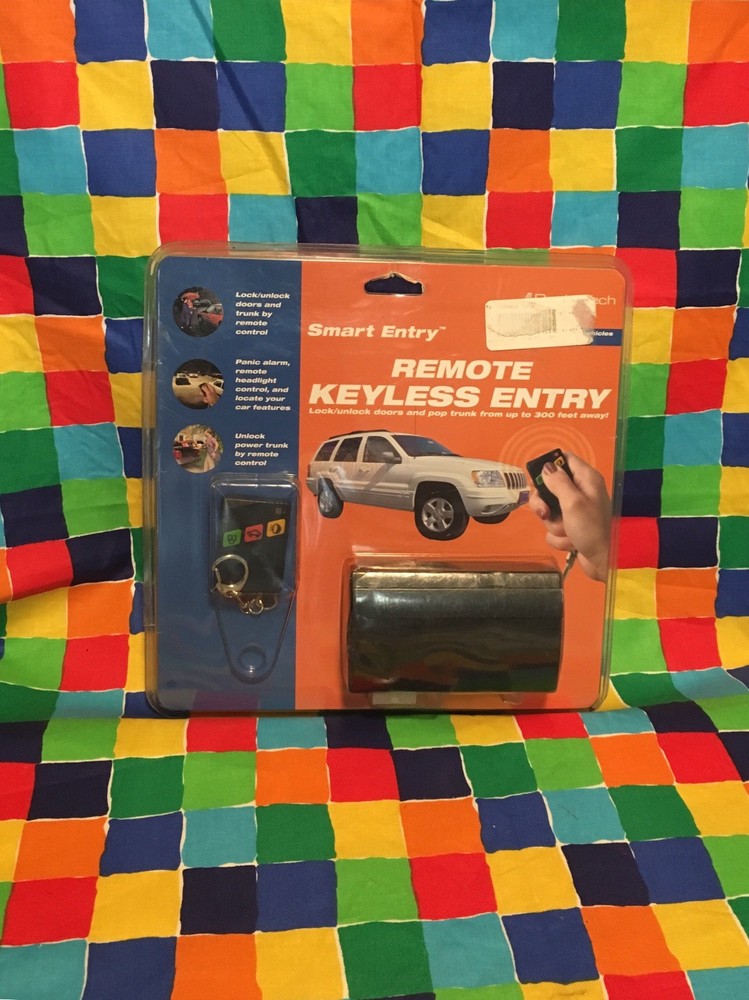 Lock/unlock
doors and
trunk by
remote
control
Panic alarm,
remote
headlight
control, and
locate your
car features
Unlock
power trunk
by remote
control
Smart Entry™
REMOTE
KEYLESS ENTRY
Lock/unlock doors and pop trunk from up to 300 feet away!